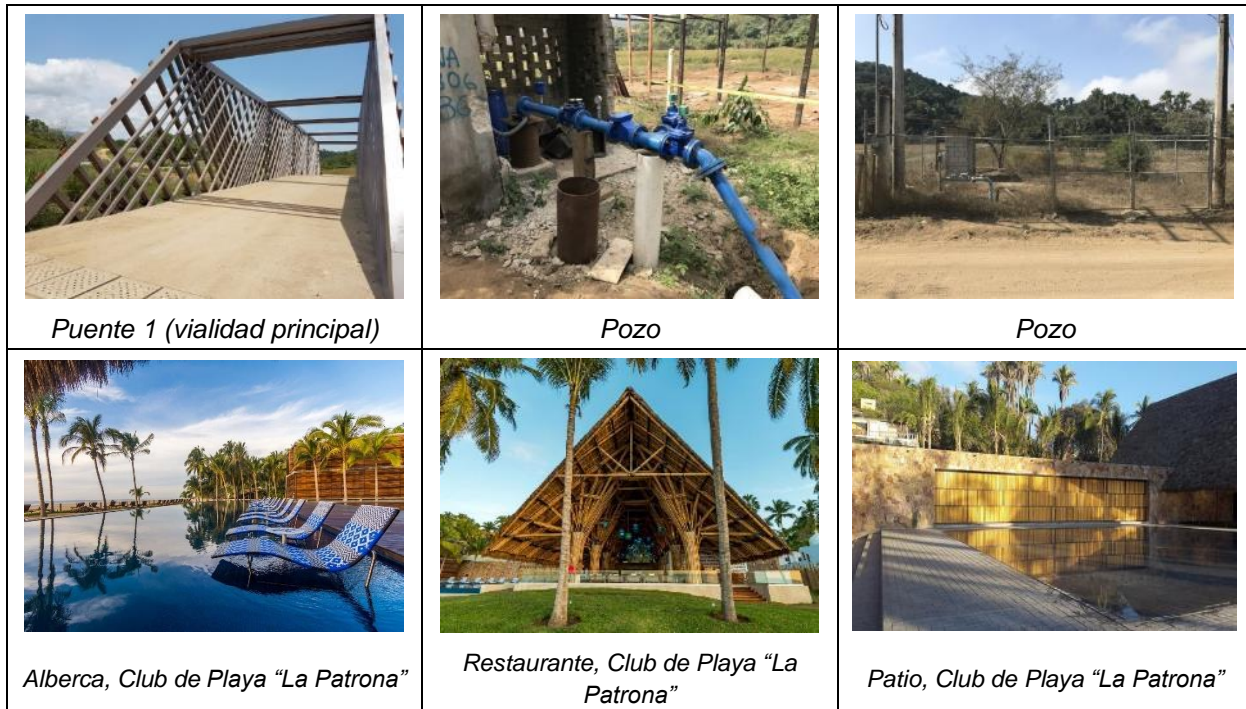 NA
Puente 1 (vialidad principal)
Pozo
Pozo
Alberca, Club de Playa “La Patrona”
Restaurante, Club de Playa “La
Patrona”
Patio, Club de Playa “La Patrona”